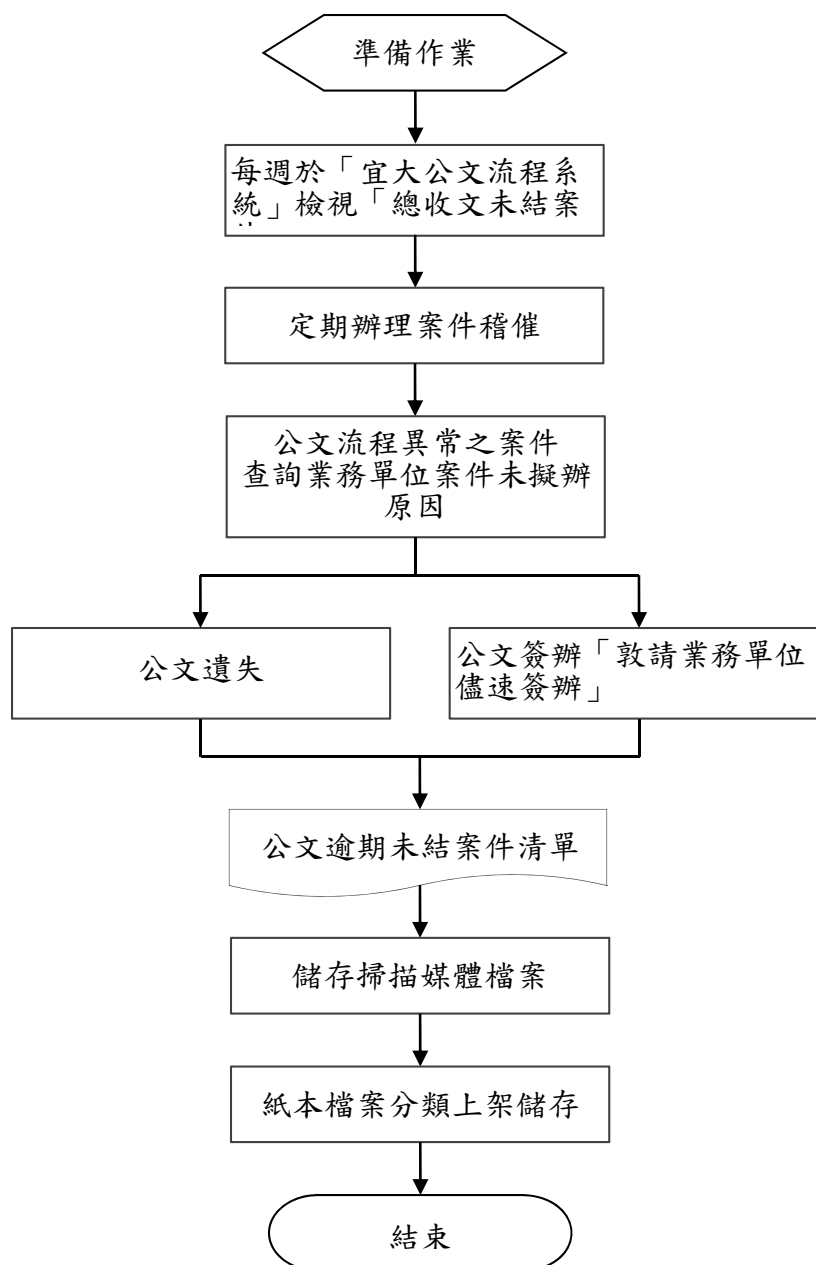 準備作業
每週於「宜大公文流程系
統」檢視「總收文未結案
定期辦理案件稽催
公文流程異常之案件
查詢業務單位案件未擬辦
原因
公文遺失
公文簽辦「敦請業務單位
儘速簽辦」
公文逾期未結案件清單
儲存掃描媒體檔案
紙本檔案分類上架儲存
結束